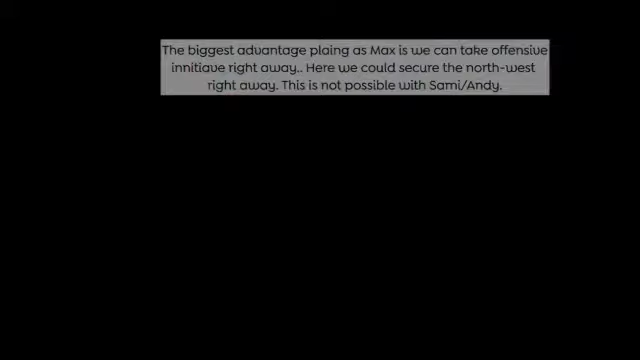 The biggest advantage plaing as Max is we can take offensive
innitiave right away.. Here we could secure the north-west
right away. This is not possible with Sami/Andy.